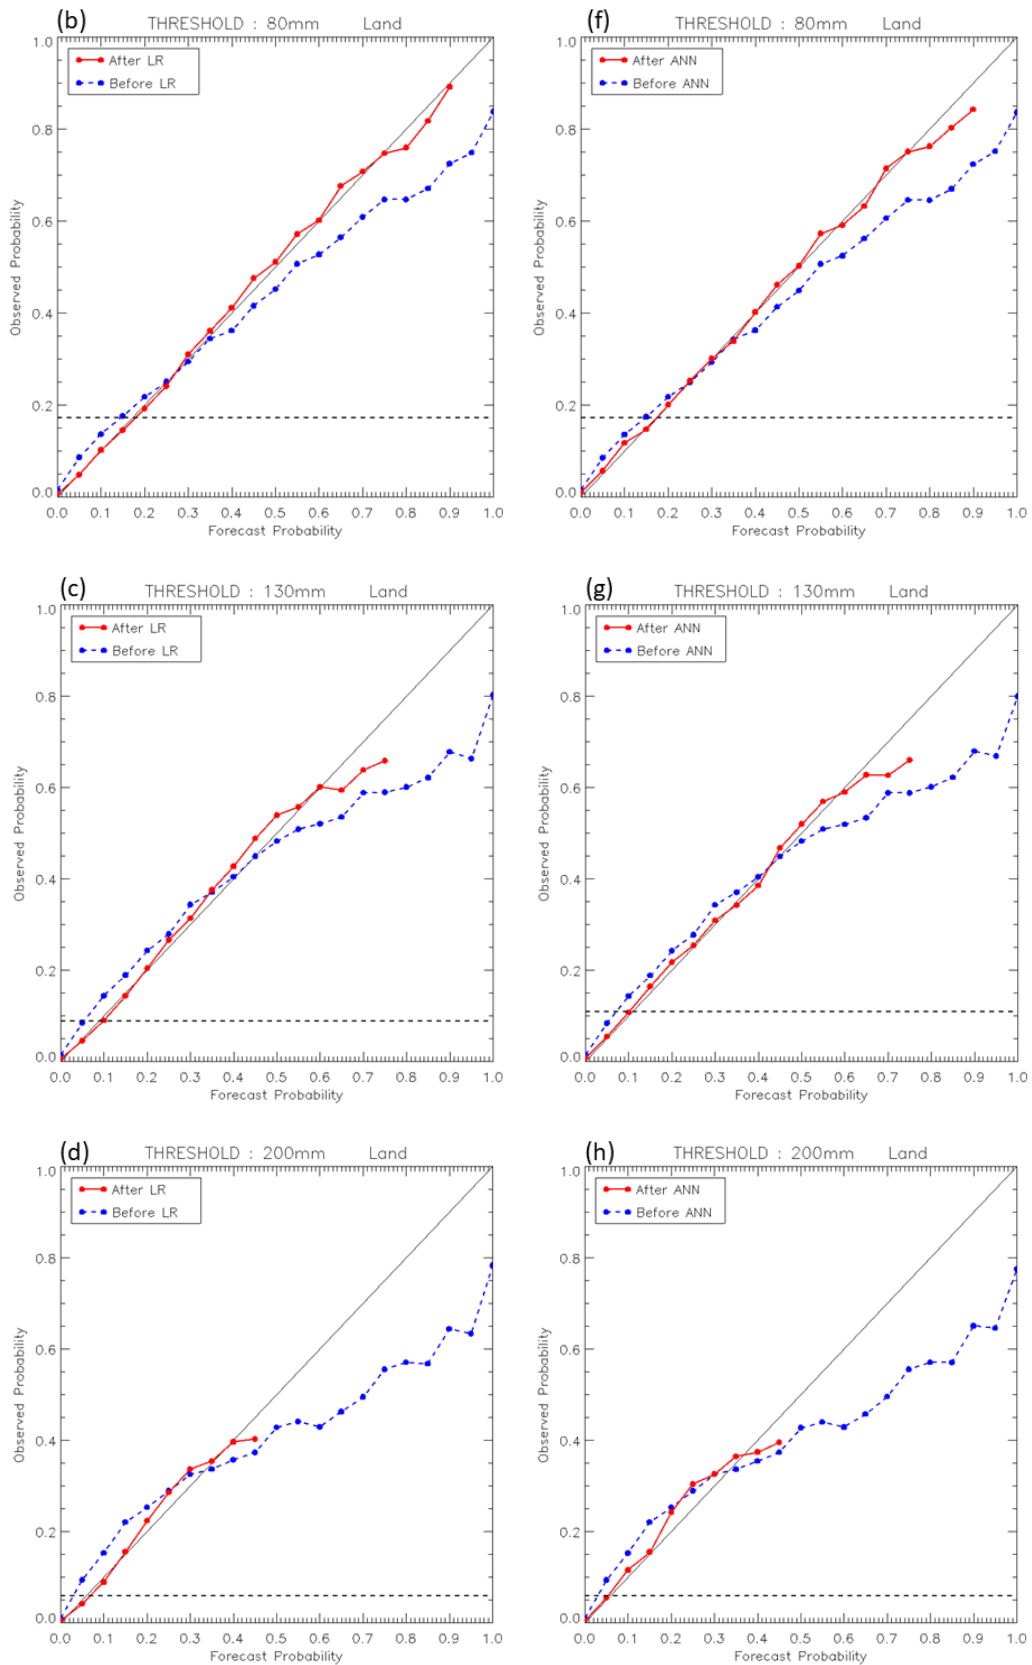 (b) THRESHOLD : 80mm Land
After LR
Before LR
1.0
0.8
0.6
0.4
0.2
0.0
Observed Probability
0.0 0.1 0.2 0.3 0.4 0.5 0.6 0.7 0.8 0.9 1.0
Forecast Probability
(f) THRESHOLD : 80mm Land
After ANN
Before ANN
1.0
0.8
0.6
0.4
0.2
0.0
Observed Probability
0.0 0.1 0.2 0.3 0.4 0.5 0.6 0.7 0.8 0.9 1.0
Forecast Probability
(c) THRESHOLD : 130mm Land
After LR
Before LR
1.0
0.8
0.6
0.4
0.2
0.0
Observed Probability
0.0 0.1 0.2 0.3 0.4 0.5 0.6 0.7 0.8 0.9 1.0
Forecast Probability
(g) THRESHOLD : 130mm Land
After ANN
Before ANN
1.0
0.8
0.6
0.4
0.2
0.0
Observed Probability
0.0 0.1 0.2 0.3 0.4 0.5 0.6 0.7 0.8 0.9 1.0
Forecast Probability
(d) THRESHOLD : 200mm Land
After LR
Before LR
1.0
0.8
0.6
0.4
0.2
0.0
Observed Probability
0.0 0.1 0.2 0.3 0.4 0.5 0.6 0.7 0.8 0.9 1.0
Forecast Probability
(h) THRESHOLD : 200mm Land
After ANN
Before ANN
1.0
0.8
0.6
0.4
0.2
0.0
Observed Probability
0.0 0.1 0.2 0.3 0.4 0.5 0.6 0.7 0.8 0.9 1.0
Forecast Probability